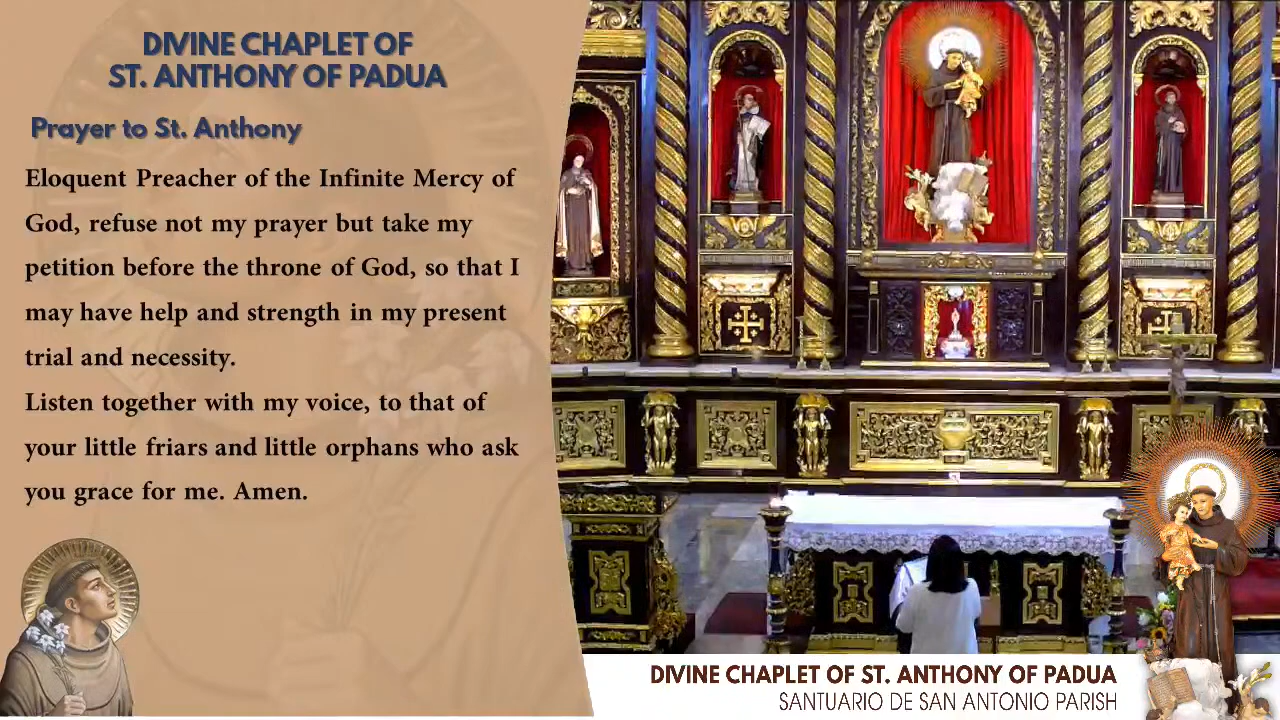 DIVINE CHAPLET OF
ST. ANTHONY OF PADUA
Prayer to St. Anthony
Eloquent Preacher of the Infinite Mercy of
God, refuse not my prayer but take my
petition before the throne of God, so that I
may have help and strength in my present
trial and necessity.
Listen together with my voice, to that of
your little friars and little orphans who ask
you grace for me. Amen.
DIVINE CHAPLET OF ST. ANTHONY OF PADUA
SANTUARIO DE SAN ANTONIO PARISH